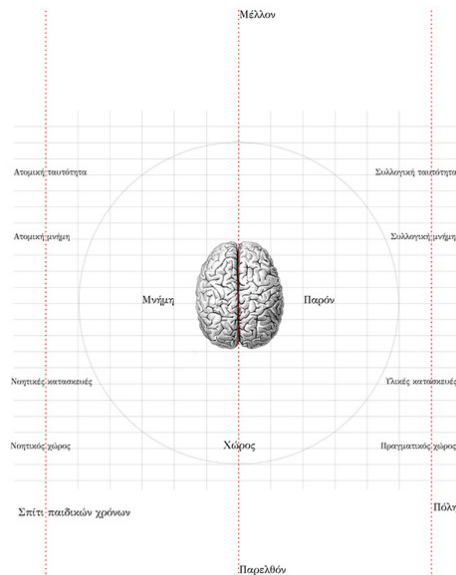 Μέλλον
Ατομική ταυτότητα
Συλλογική ταυτότητα
Ατομική μνήμη
Συλλογική μνήμη
Μνήμη
Παρόν
Νοητικές κατασκευές
Υλικές κατασκευές
Χώρος
Νοητικός χώρος
Πραγματικός χώρος
Σπίτι παιδικών χρόνων
Πόλη
Παρελθόν